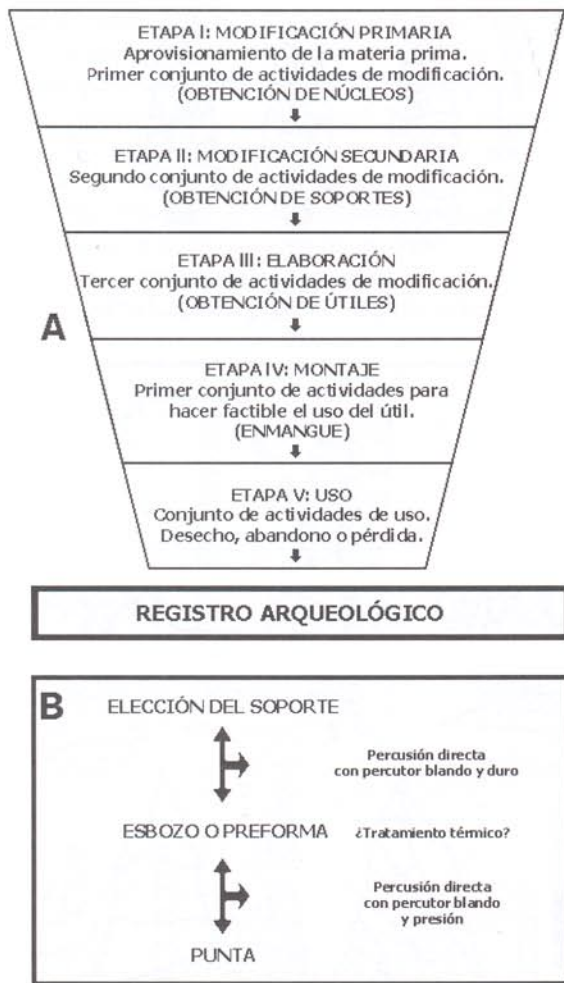 ETAPA I: MODIFICACIÓN PRIMARIA
Aprovisionamiento de la materia prima.
Primer conjunto de actividades de modificación.
(OBTENCIÓN DE NÚCLEOS)
ETAPA II: MODIFICACIÓN SECUNDARIA
Segundo conjunto de actividades de modificación.
(OBTENCIÓN DE SOPORTES)
ETAPA III: ELABORACIÓN
Tercer conjunto de actividades de modificación.
(OBTENCIÓN DE ÚTILES)
A
ETAPA IV: MONTAJE
Primer conjunto de actividades para
hacer factible el uso del útil.
(ENMANGUE)
ETAPA V: USO
Conjunto de actividades de uso.
Desecho, abandono o pérdida.
REGISTRO ARQUEOLÓGICO
B
ELECCIÓN DEL SOPORTE
Percusión directa
con percutor blando y duro
ESBOZO O PREFORMA
¿Tratamiento térmico?
Percusión directa
con percutor blando
y presión
PUNTA